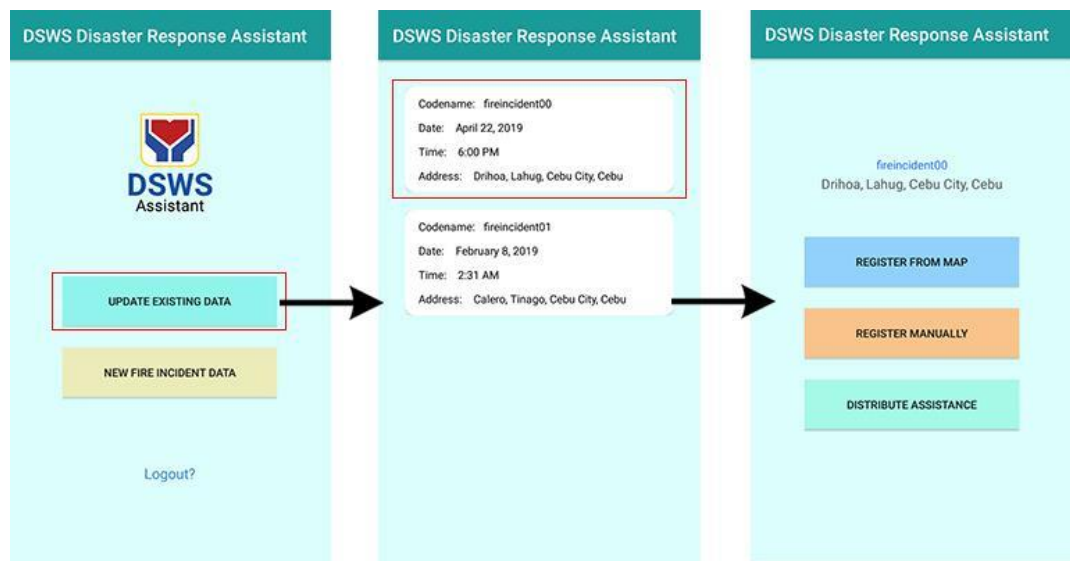 DSWS Disaster Response Assistant
DSWS
Assistant
UPDATE EXISTING DATA
NEW FIRE INCIDENT DATA
Logout?
DSWS Disaster Response Assistant
Codename: fireincident00
Date: April 22, 2019
Time: 6:00 PM
Address: Drihoa, Lahug, Cebu City, Cebu
Codename: fireincident01
Date: February 8, 2019
Time: 2:31 AM
Address: Calero, Tinago, Cebu City, Cebu
DSWS Disaster Response Assistant
fireincident00
Drihoa, Lahug, Cebu City, Cebu
REGISTER FROM MAP
REGISTER MANUALLY
DISTRIBUTE ASSISTANCE